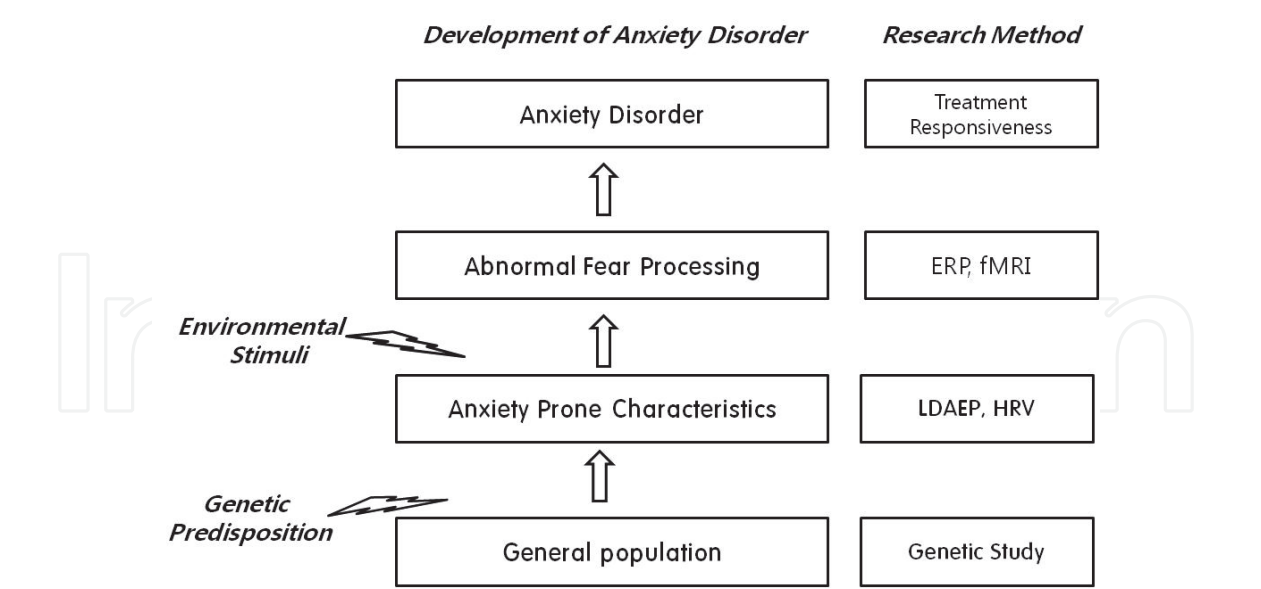 Development of Anxiety Disorder
Research Method
Anxiety Disorder
Treatment
Responsiveness
Abnormal Fear Processing
ERP, fMRI
Environmental
Stimuli
Anxiety Prone Characteristics
LDAEP, HRV
Genetic
Predisposition
General population
Genetic Study